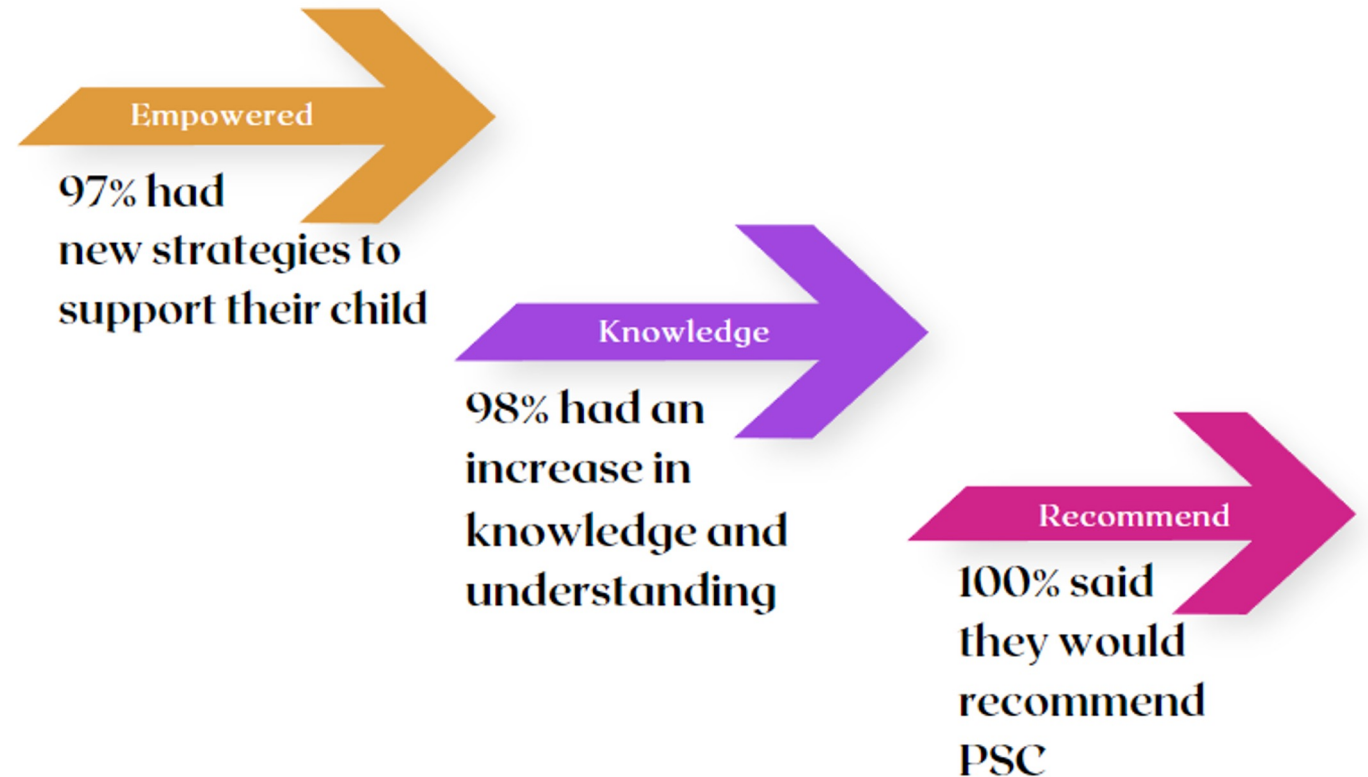 Empowered
97% had
new strategies to
support their child
Knowledge
98% had an
increase in
knowledge and
understanding
Recommend
100% said
they would
recommend
PSC